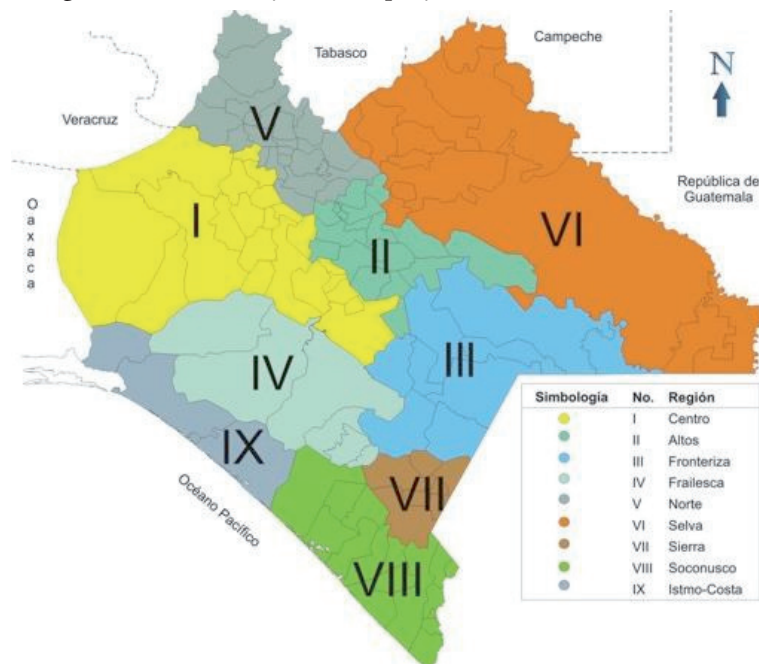 Tabasco
Campeche
N
Veracruz
V
República de
Guatemala
Oaxaca
I
VI
II
III
IV
IX
VII
VIII
Océano Pacífico
Simbología No. Región
I Centro
II Altos
III Fronteriza
IV Frailesca
V Norte
VI Selva
VII Sierra
VIII Soconusco
IX Istmo-Costa